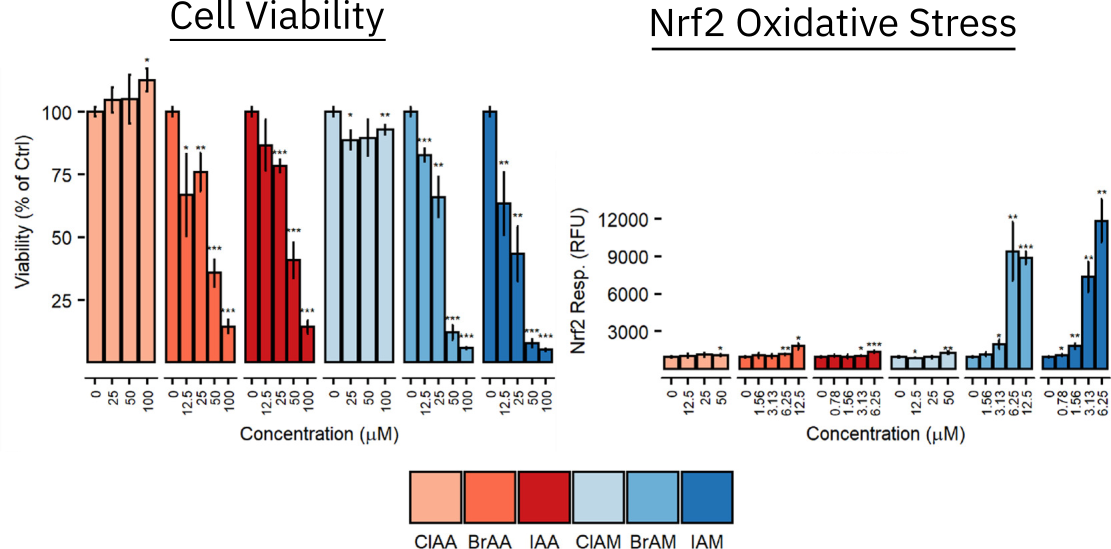 Cell Viability
Nrf2 Oxidative Stress
Viability (% of Ctrl)
100
75
50
25
*
* ** *** ***
*** *** ***
* **
*** ** *** ***
** ** *** ***
0 25 50 100
0 12.5 25 50 100
0 12.5 25 50 100
0 25 50 100
0 12.5 25 50 100
0 12.5 25 50 100
Concentration (μM)
Nrf2 Resp. (RFU)
12000
9000
6000
3000
*
** *
* ***
* **
* ** ***
* ** ** **
0 12.5 25 50
0 1.56 3.13 6.25 12.5
0 0.78 1.56 3.13 6.25
0 12.5 25 50
0 1.56 3.13 6.25 12.5
0 0.78 1.56 3.13 6.25
Concentration (μM)
ClAA BrAA IAA ClAM BrAM IAM